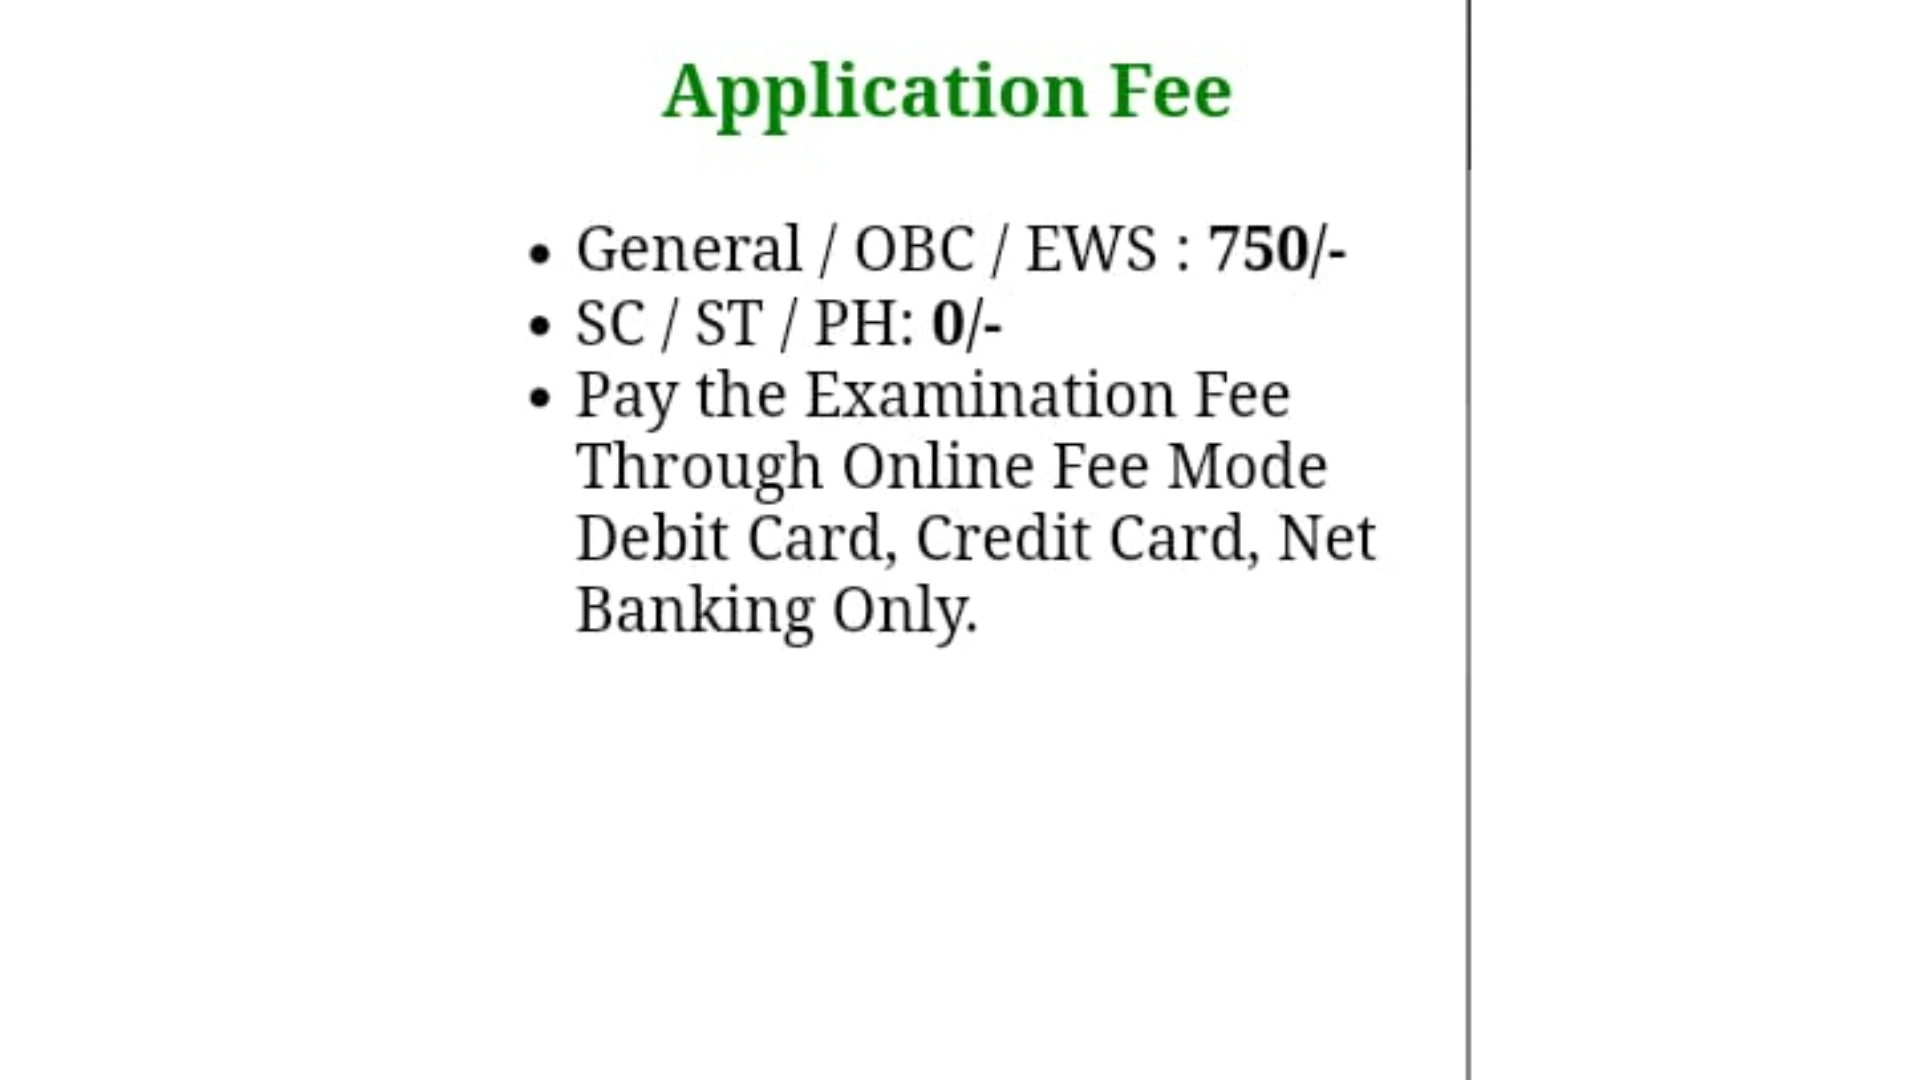 Application Fee
• General / OBC / EWS : 750/-
• SC / ST / PH: 0/-
• Pay the Examination Fee
Through Online Fee Mode
Debit Card, Credit Card, Net
Banking Only.